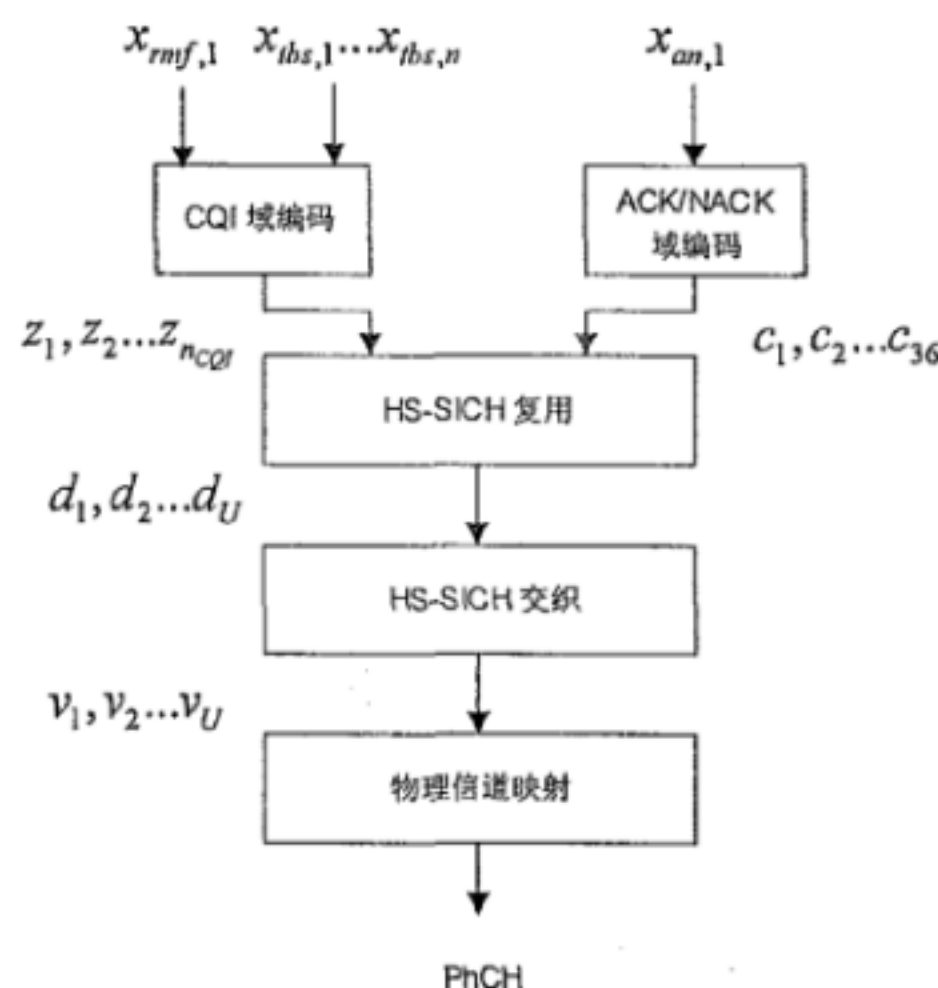 x_{rmf,1}
x_{tbs,1}...x_{tbs,n}
x_{an,1}
CQI 域编码
ACK/NACK
域编码
z_1, z_2...z_{n_{CQI}}
c_1, c_2...c_{36}
HS-SICH 复用
d_1, d_2...d_U
HS-SICH 交织
v_1, v_2...v_U
物理信道映射
PhCH